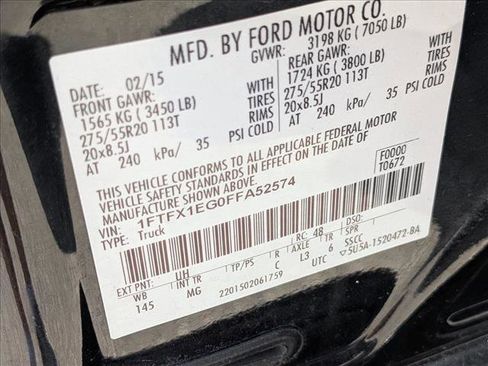 MFD. BY FORD MOTOR CO.
DATE: 02/15 GVWR: 3198 KG ( 7050 LB)
FRONT GAWR: REAR GAWR:
1565 KG ( 3450 LB) WITH 1724 KG ( 3800 LB) WITH
275/55R20 113T TIRES 275/55R20 113T TIRES
20x8.5J RIMS 20x8.5J RIMS
AT 240 kPa/ 35 PSI COLD AT 240 kPa/ 35 PSI COLD
THIS VEHICLE CONFORMS TO ALL APPLICABLE FEDERAL MOTOR
VEHICLE SAFETY STANDARDS IN EFFECT ON THE DATE OF
MANUFACTURE SHOWN ABOVE.
1FTFX1EG0FFA52574 F0000
TYPE: Truck T0672
EXT PNT: UH RC: 48 DSO:
WB INT TR TP/PS R AXLE TR SPR
145 MG C L3 6 5SCC
2201502061759 UTC 5U5A-1520472-BA